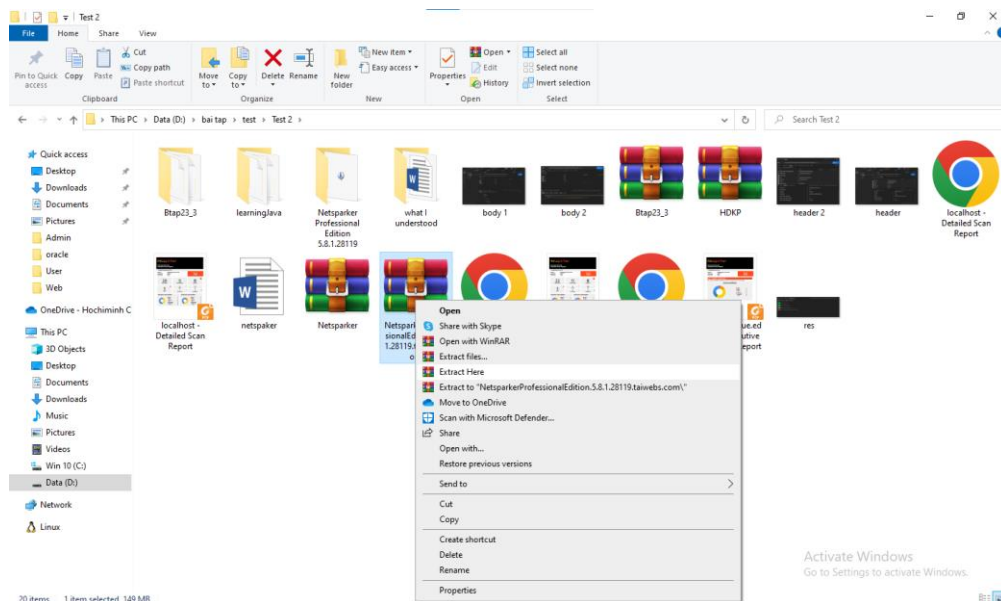 Test 2
File Home Share View
Pin to Quick access
Copy
Paste
Cut
Copy path
Paste shortcut
Clipboard
Move to
Copy to
Delete
Rename
Organize
New folder
New item
Easy access
New
Properties
Open
Edit
History
Open
Select all
Select none
Invert selection
Select
This PC > Data (D:) > bai tap > test > Test 2 >
Search Test 2
Quick access
Desktop
Downloads
Documents
Pictures
Admin
oracle
User
Web
OneDrive - Hochiminh C
This PC
3D Objects
Desktop
Documents
Downloads
Music
Pictures
Videos
Win 10 (C:)
Data (D:)
Network
Linux
Btap23_3
learningJava
Netsparker
Professional
Edition
5.8.1.28119
what I
understood
body 1
body 2
Btap23_3
HDKP
header 2
header
localhost -
Detailed Scan
Report
localhost -
Detailed Scan
Report
netspaker
Netsparker
Netspar
sionalEd
1.28119.
o
ue.ed
utive
eport
res
Open
Share with Skype
Open with WinRAR
Extract files...
Extract Here
Extract to "NetsparkerProfessionalEdition.5.8.1.28119.taiwebs.com\"
Move to OneDrive
Scan with Microsoft Defender...
Share
Open with...
Restore previous versions
Send to
Cut
Copy
Create shortcut
Delete
Rename
Properties
Activate Windows
Go to Settings to activate Windows.
20 items 1 item selected 149 MB